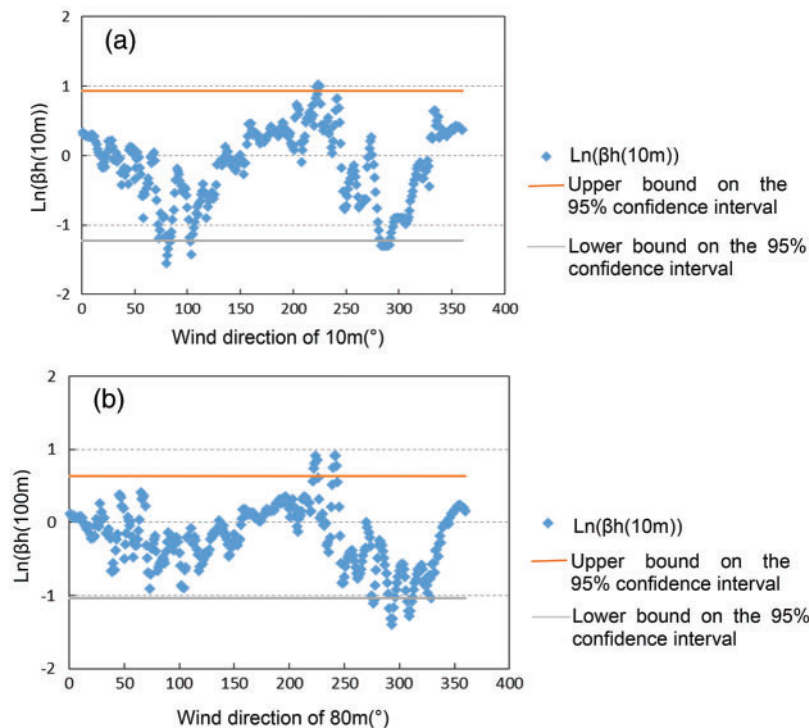 (a)
2
1
0
-1
-2
Ln(βh(10m))
0 50 100 150 200 250 300 350 400
Wind direction of 10m(°)
Ln(βh(10m))
Upper bound on the
95% confidence interval
Lower bound on the 95%
confidence interval
(b)
2
1
0
-1
-2
Ln(βh(100m)
0 50 100 150 200 250 300 350 400
Wind direction of 80m(°)
Ln(βh(10m))
Upper bound on the
95% confidence interval
Lower bound on the 95%
confidence interval